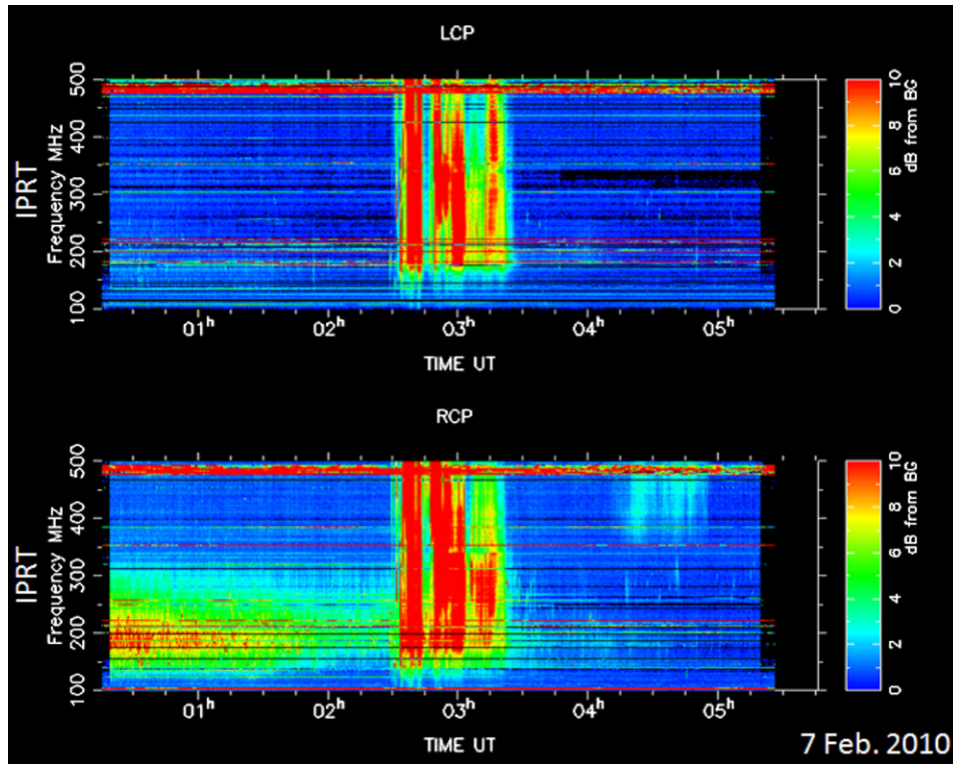 LCP
500
400
300
200
100
IPRT
Frequency MHz
01h 02h 03h 04h 05h
TIME UT
10
8
6
4
2
0
dB from BG
RCP
500
400
300
200
100
IPRT
Frequency MHz
01h 02h 03h 04h 05h
TIME UT
10
8
6
4
2
0
dB from BG
7 Feb. 2010